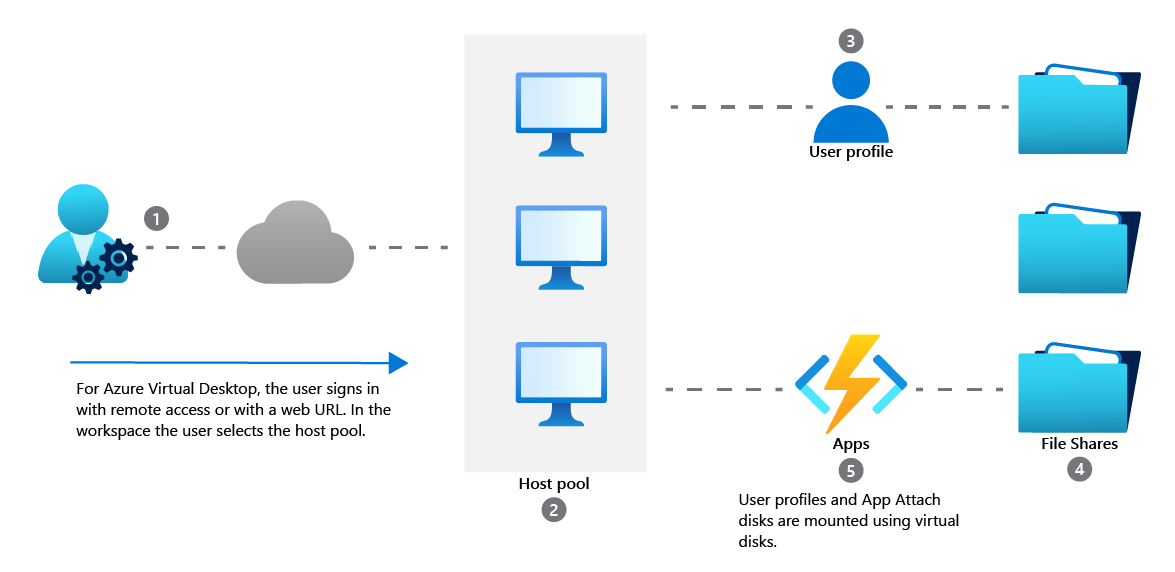 3
User profile
1
For Azure Virtual Desktop, the user signs in
with remote access or with a web URL. In the
workspace the user selects the host pool.
Host pool
2
Apps
5
User profiles and App Attach
disks are mounted using virtual
disks.
File Shares
4